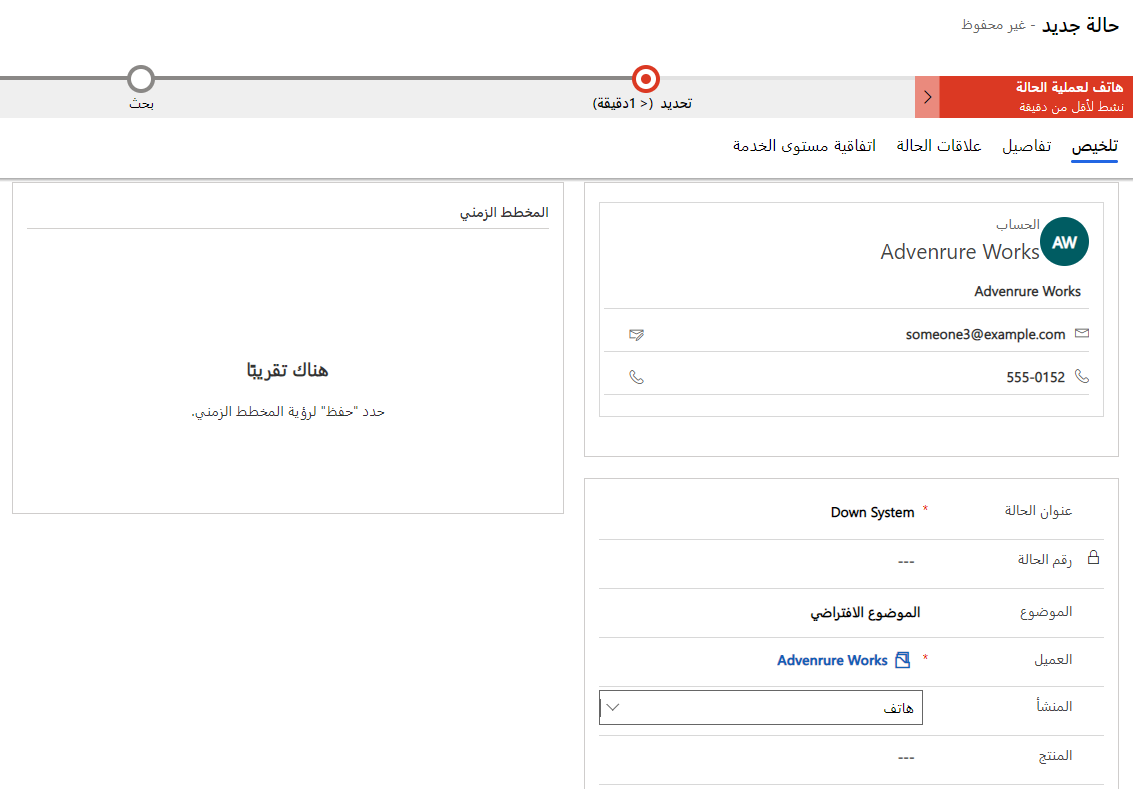 حالة جديد - غير محفوظ
هاتف لعملية الحالة
نشط لأقل من دقيقة
تحديد (< 1دقيقة)
بحث
تلخيص
تفاصيل
علاقات الحالة
اتفاقية مستوى الخدمة
الحساب
AW
Advenrure Works
Advenrure Works
someone3@example.com
555-0152
عنوان الحالة * Down System
رقم الحالة ---
الموضوع الموضوع الافتراضي
العميل * Advenrure Works
المنشأ هاتف
المنتج ---
المخطط الزمني
هناك تقريبًا
حدد "حفظ" لرؤية المخطط الزمني.